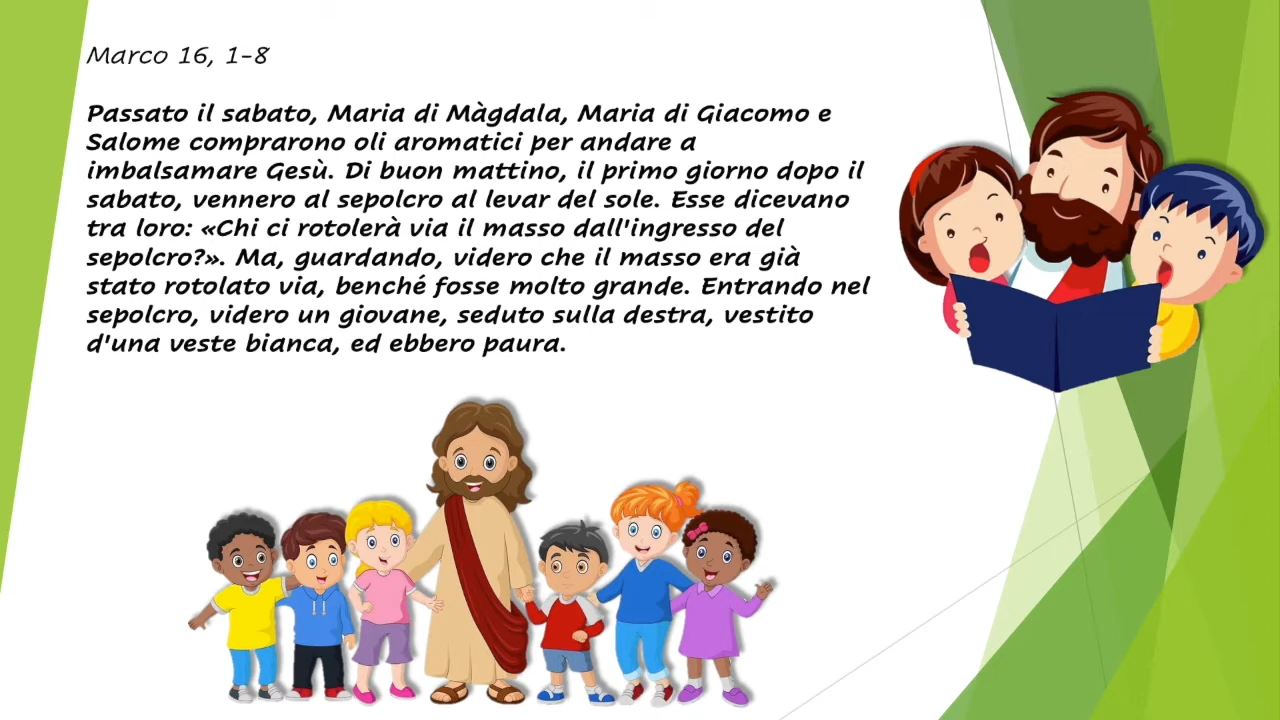 Marco 16, 1-8
Passato il sabato, Maria di Màgdala, Maria di Giacomo e
Salome comprarono oli aromatici per andare a
imbalsamare Gesù. Di buon mattino, il primo giorno dopo il
sabato, vennero al sepolcro al levar del sole. Esse dicevano
tra loro: «Chi ci rotolerà via il masso dall'ingresso del
sepolcro?». Ma, guardando, videro che il masso era già
stato rotolato via, benché fosse molto grande. Entrando nel
sepolcro, videro un giovane, seduto sulla destra, vestito
d'una veste bianca, ed ebbero paura.